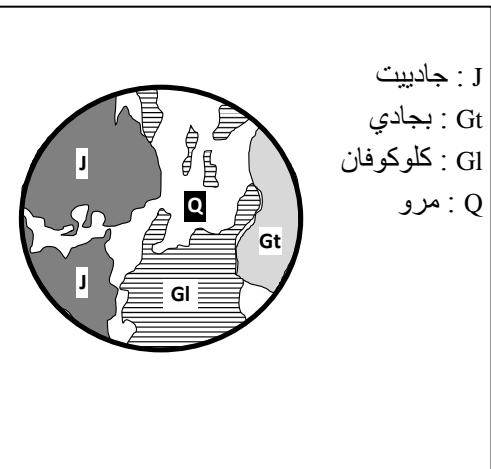 J : جادييت
Gt : بجادي
Gl : كلوكوفان
Q : مرو
J
Q
Gt
J
Gl